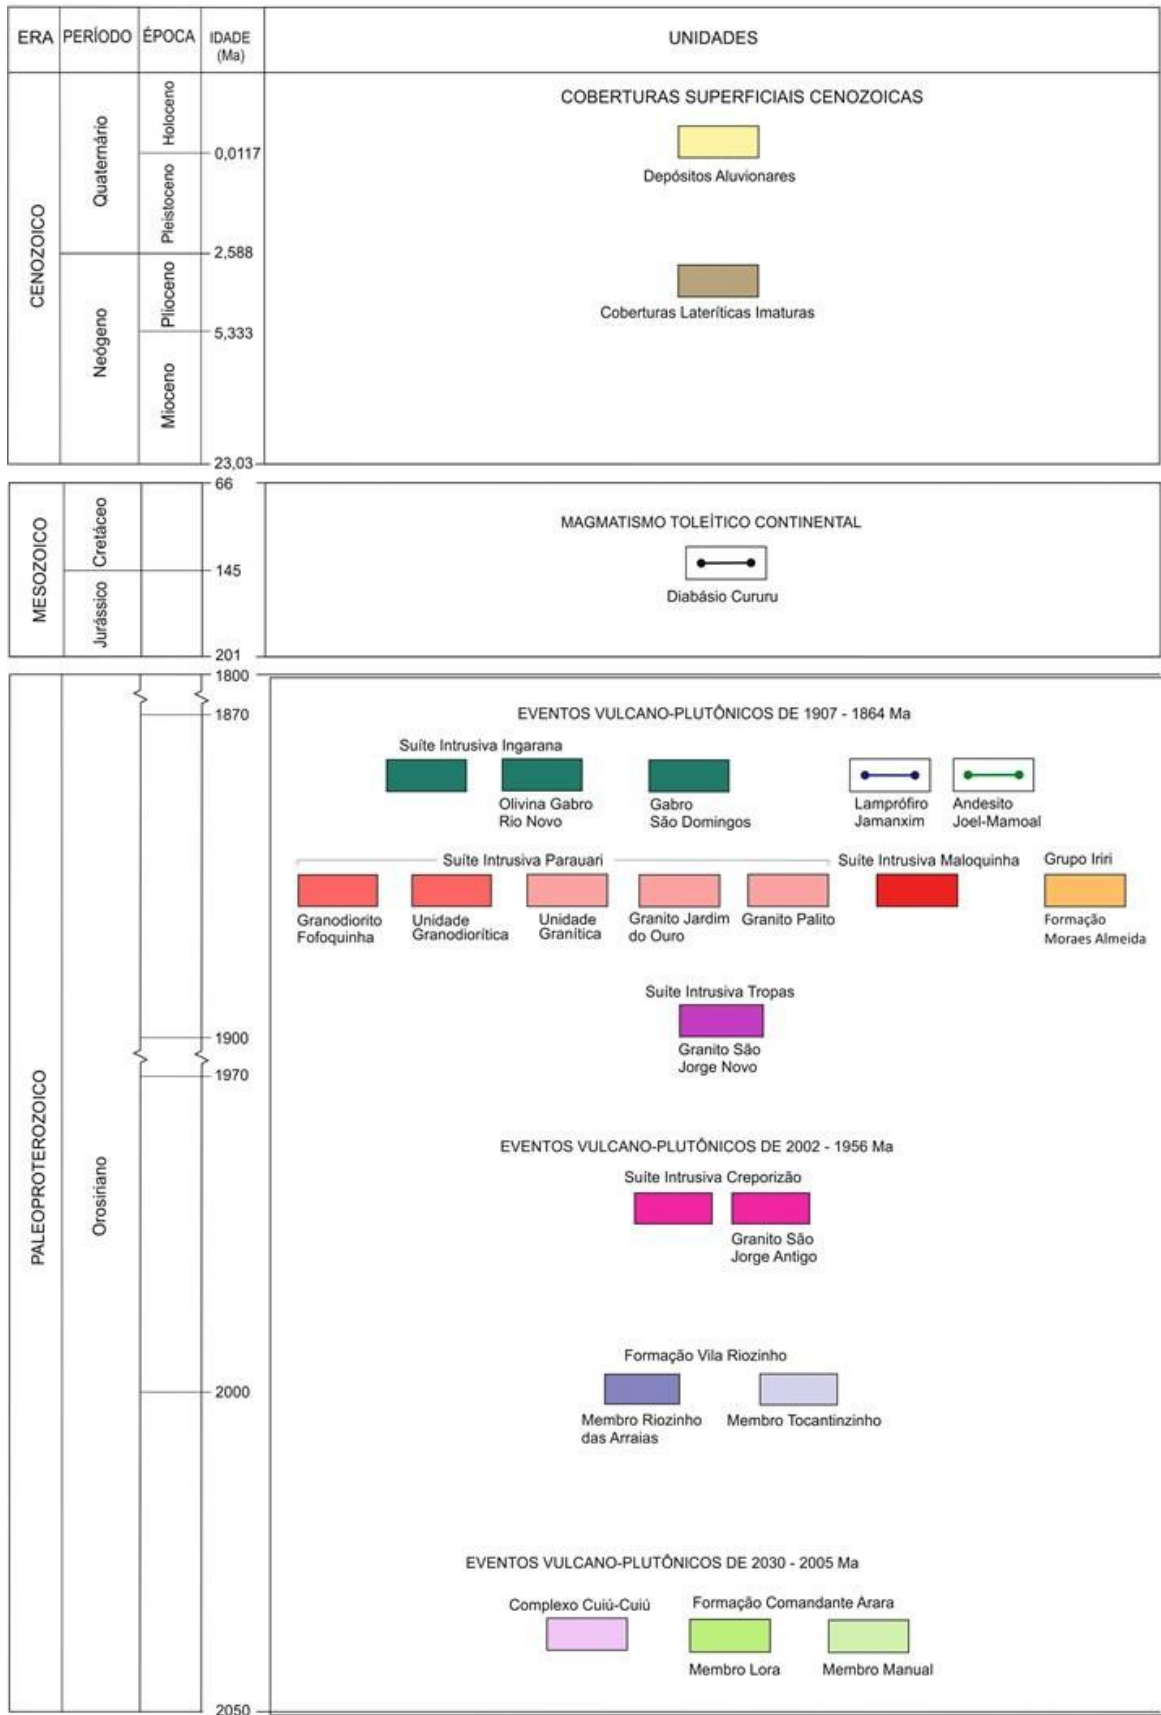 ERA PERÍODO ÉPOCA IDADE (Ma) UNIDADES
CENOZOICO
Quaternário
Neógeno
Holoceno
Pleistoceno
Plioceno
Mioceno
0,0117
2,588
5,333
23,03
COBERTURAS SUPERFICIAIS CENOZOICAS
Depósitos Aluvionares
Coberturas Lateríticas Imaturas
MESOZOICO
Cretáceo
Jurássico
66
145
201
MAGMATISMO TOLEÍTICO CONTINENTAL
Diabásio Cururu
PALEOPROTEROZOICO
Orosiriano
1800
1870
1900
1970
2000
2050
EVENTOS VULCANO-PLUTÔNICOS DE 1907 - 1864 Ma
Suíte Intrusiva Ingarana
Olivina Gabro
Rio Novo
Gabro
São Domingos
Lamprófiro
Jamanxim
Andesito
Joel-Mamoal
Suíte Intrusiva Parauari
Suíte Intrusiva Maloquinha
Grupo Iriri
Granodiorito
Fofoquinha
Unidade
Granodiorítica
Unidade
Granítica
Granito Jardim
do Ouro
Granito Palito
Formação
Moraes Almeida
Suíte Intrusiva Tropas
Granito São
Jorge Novo
EVENTOS VULCANO-PLUTÔNICOS DE 2002 - 1956 Ma
Suíte Intrusiva Creporizão
Granito São
Jorge Antigo
Formação Vila Riozinho
Membro Riozinho
das Arraias
Membro Tocantinzinho
EVENTOS VULCANO-PLUTÔNICOS DE 2030 - 2005 Ma
Complexo Cuiú-Cuiú
Formação Comandante Arara
Membro Lora
Membro Manual